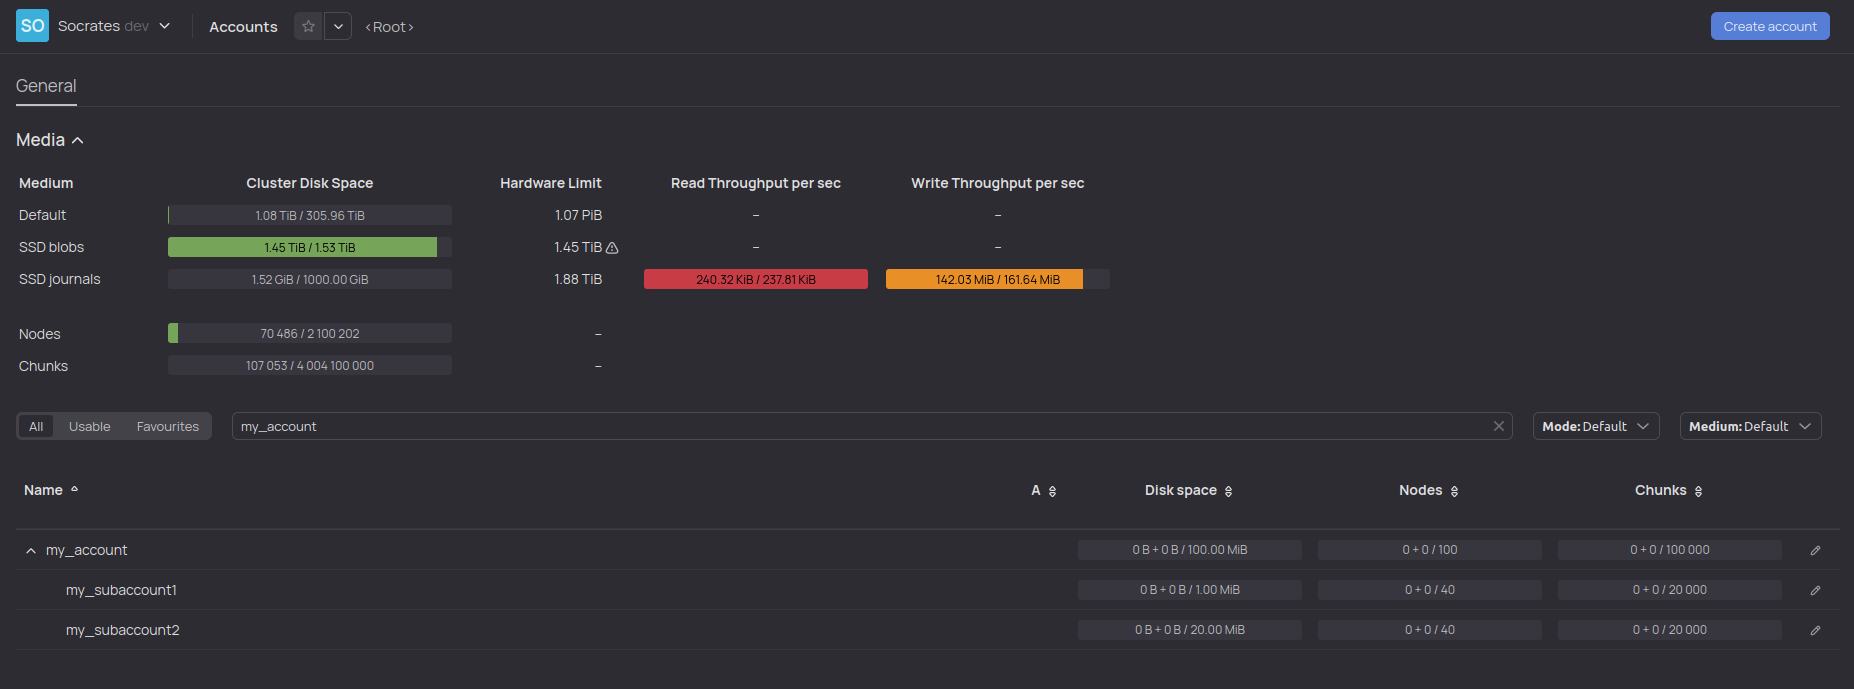 SO Socrates dev Accounts <Root> Create account
General
Media
Medium Cluster Disk Space Hardware Limit Read Throughput per sec Write Throughput per sec
Default 1.08 TiB / 305.96 TiB 1.07 PiB – –
SSD blobs 1.45 TiB / 1.53 TiB 1.45 TiB – –
SSD journals 1.52 GiB / 1000.00 GiB 1.88 TiB 240.32 KiB / 237.81 KiB 142.03 MiB / 161.64 MiB
Nodes 70 486 / 2 100 202 –
Chunks 107 053 / 4 004 100 000 –
All Usable Favourites my_account Mode: Default Medium: Default
Name A Disk space Nodes Chunks
my_account 0 B + 0 B / 100.00 MiB 0 + 0 / 100 0 + 0 / 100 000
my_subaccount1 0 B + 0 B / 1.00 MiB 0 + 0 / 40 0 + 0 / 20 000
my_subaccount2 0 B + 0 B / 20.00 MiB 0 + 0 / 40 0 + 0 / 20 000